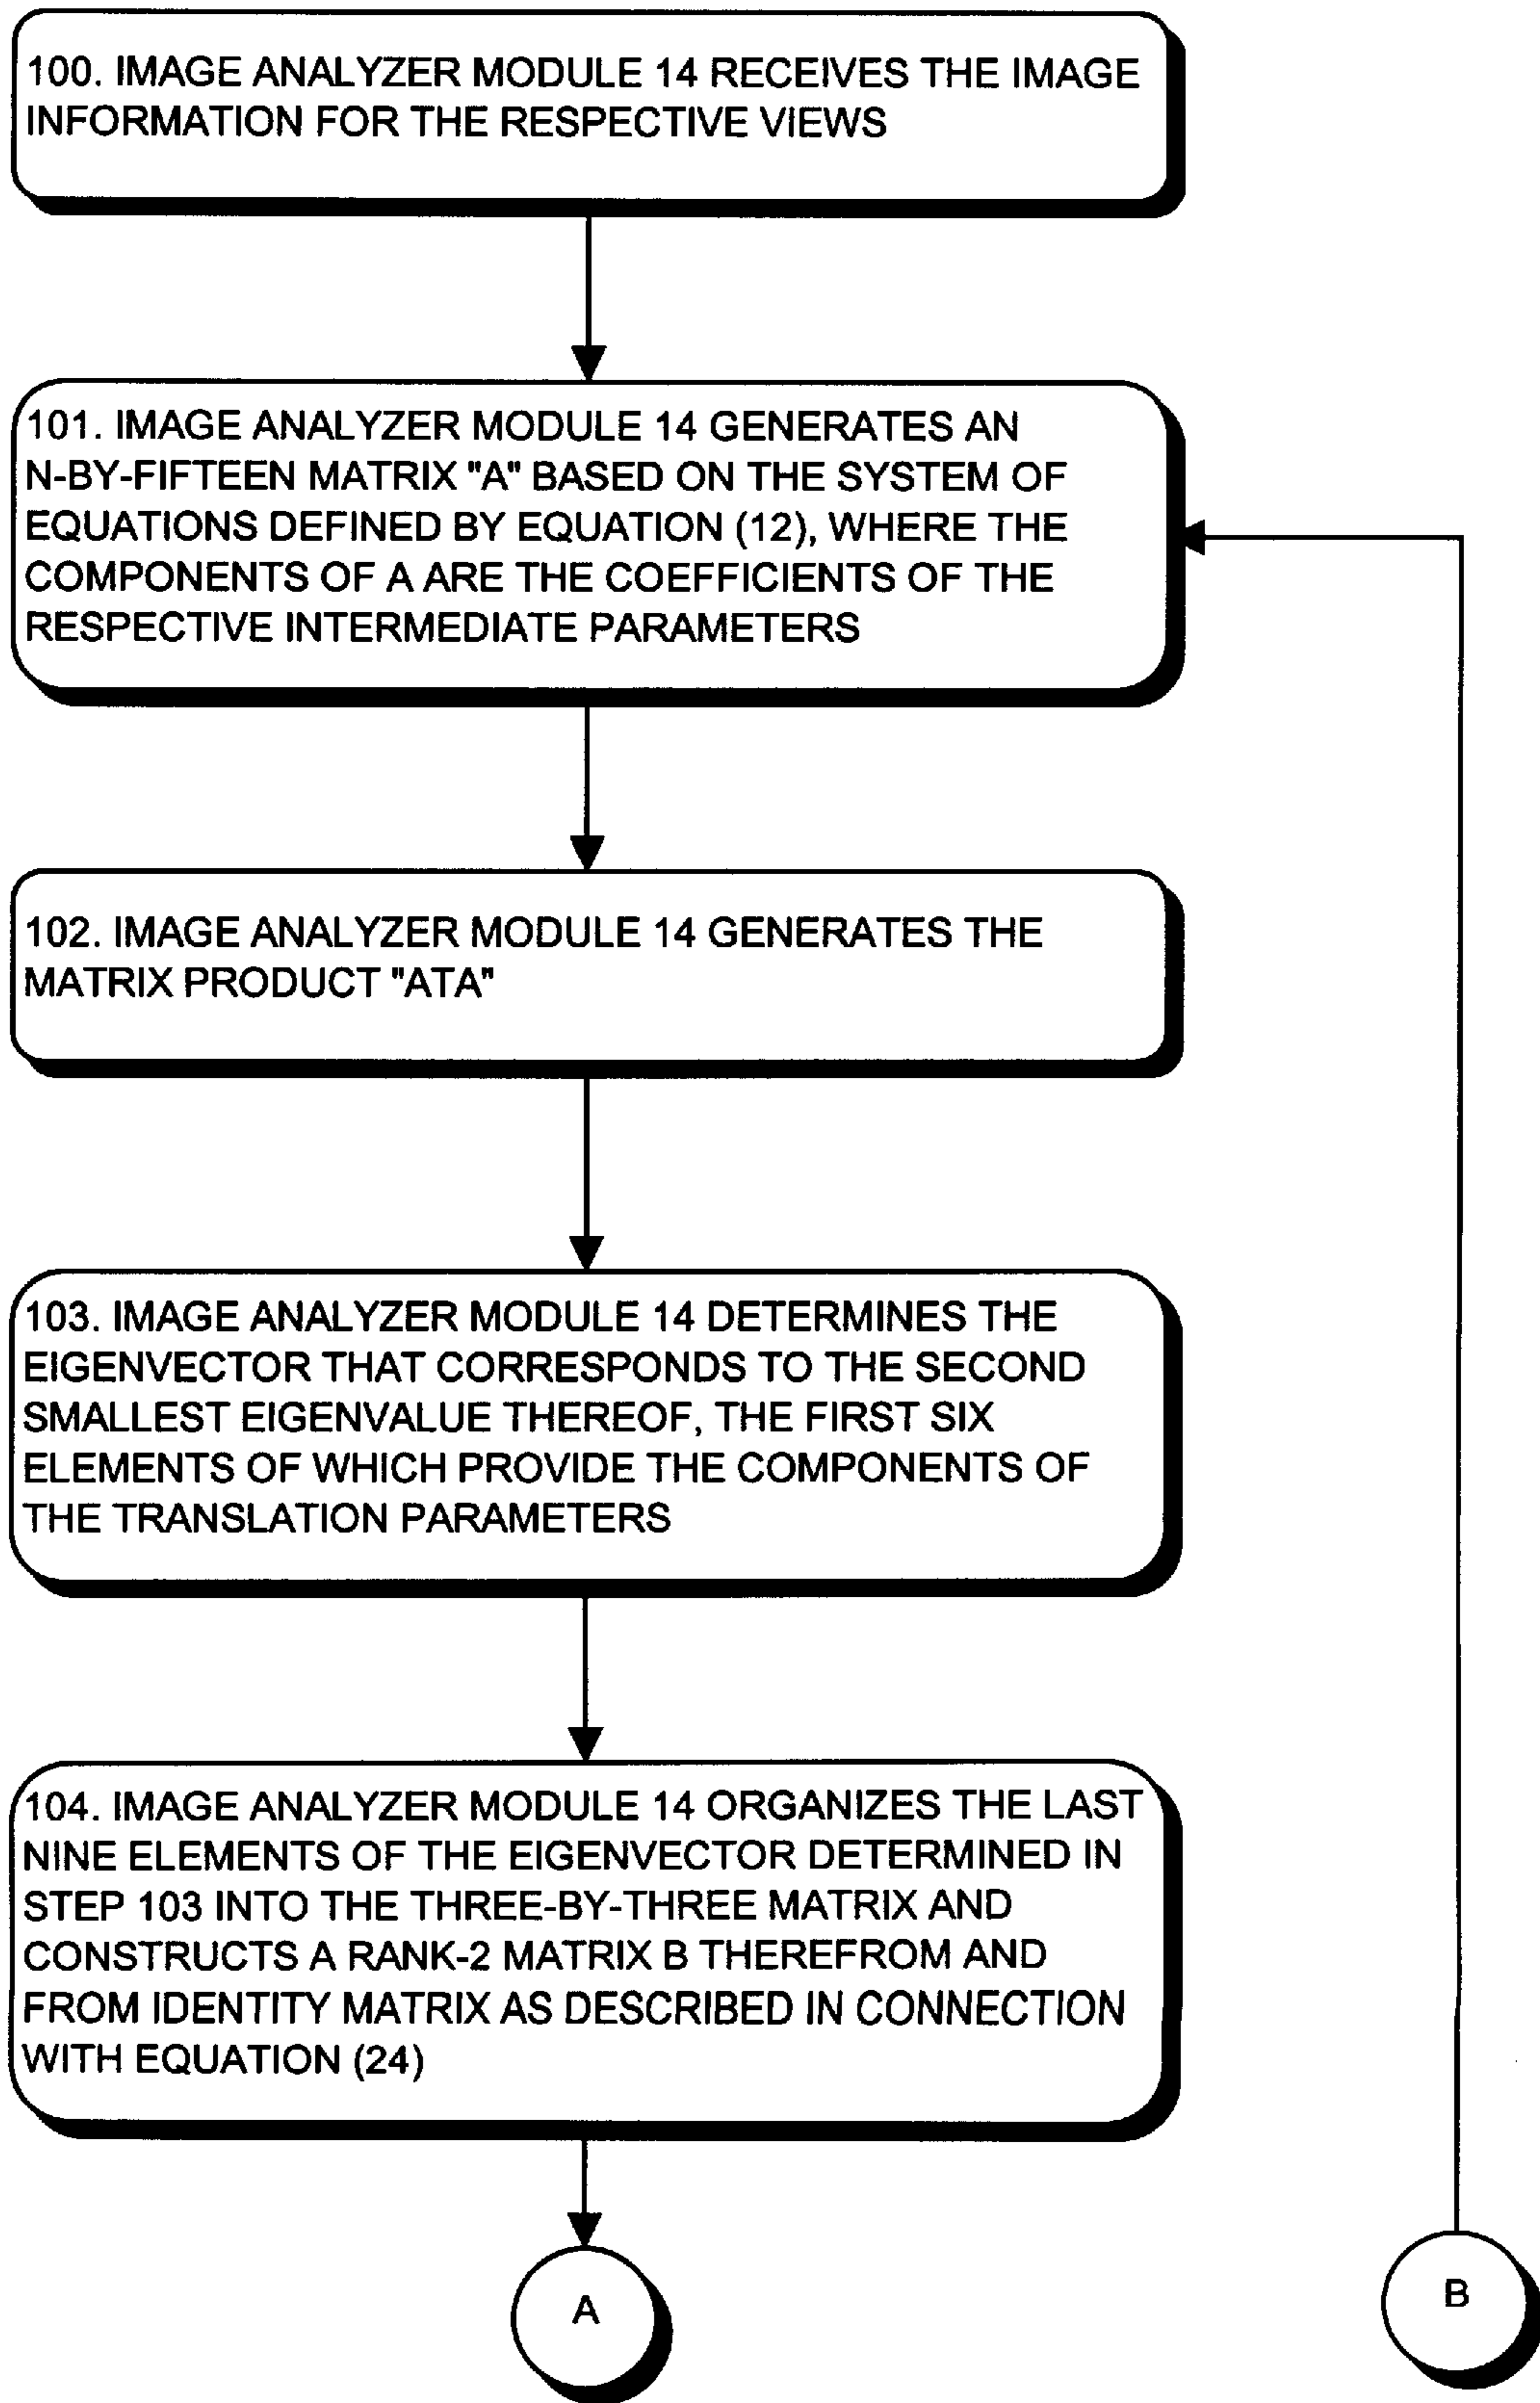 100. IMAGE ANALYZER MODULE 14 RECEIVES THE IMAGE
INFORMATION FOR THE RESPECTIVE VIEWS
101. IMAGE ANALYZER MODULE 14 GENERATES AN
N-BY-FIFTEEN MATRIX "A" BASED ON THE SYSTEM OF
EQUATIONS DEFINED BY EQUATION (12), WHERE THE
COMPONENTS OF A ARE THE COEFFICIENTS OF THE
RESPECTIVE INTERMEDIATE PARAMETERS
102. IMAGE ANALYZER MODULE 14 GENERATES THE
MATRIX PRODUCT "ATA"
103. IMAGE ANALYZER MODULE 14 DETERMINES THE
EIGENVECTOR THAT CORRESPONDS TO THE SECOND
SMALLEST EIGENVALUE THEREOF, THE FIRST SIX
ELEMENTS OF WHICH PROVIDE THE COMPONENTS OF
THE TRANSLATION PARAMETERS
104. IMAGE ANALYZER MODULE 14 ORGANIZES THE LAST
NINE ELEMENTS OF THE EIGENVECTOR DETERMINED IN
STEP 103 INTO THE THREE-BY-THREE MATRIX AND
CONSTRUCTS A RANK-2 MATRIX B THEREFROM AND
FROM IDENTITY MATRIX AS DESCRIBED IN CONNECTION
WITH EQUATION (24)
A
B